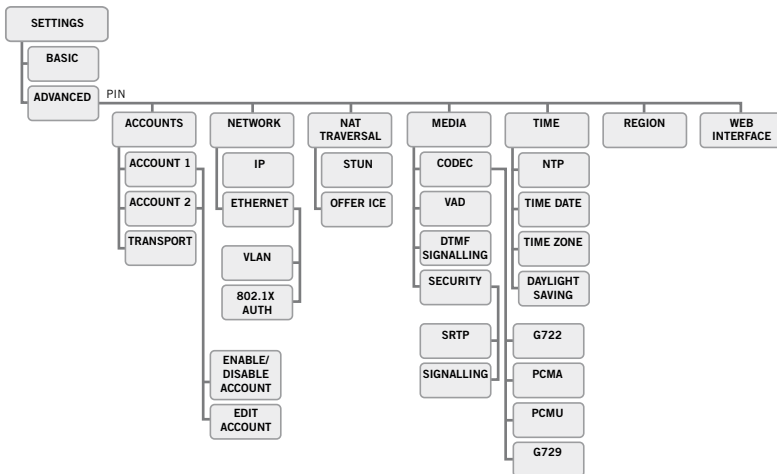 SETTINGS
BASIC
ADVANCED
PIN
ACCOUNTS
NETWORK
NAT
TRAVERSAL
MEDIA
TIME
REGION
WEB
INTERFACE
ACCOUNT 1
IP
STUN
CODEC
NTP
ACCOUNT 2
ETHERNET
OFFER ICE
VAD
TIME DATE
TRANSPORT
VLAN
DTMF
SIGNALLING
TIME ZONE
802.1X
AUTH
SECURITY
DAYLIGHT
SAVING
ENABLE/
DISABLE
ACCOUNT
SRTP
G722
SIGNALLING
PCMA
EDIT
ACCOUNT
PCMU
G729